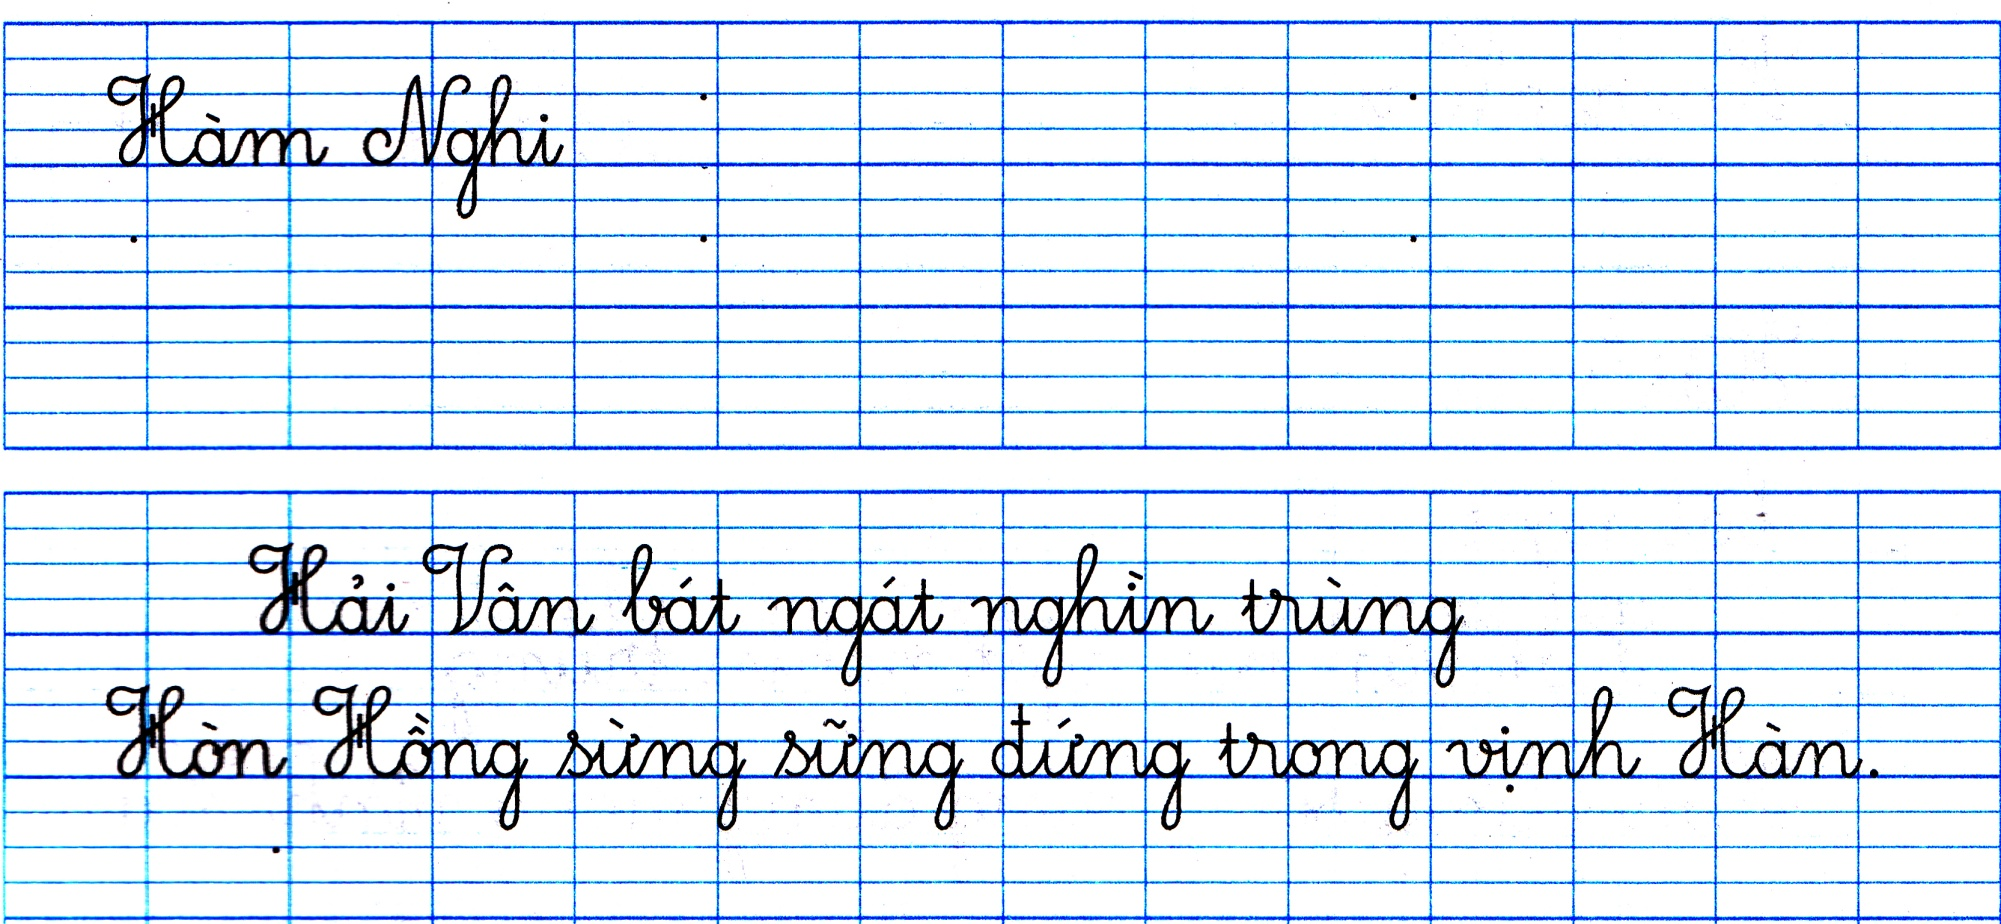 Hàm Nghi
Hải Vân bát ngát nghìn trùng
Hòn Hồng sừng sững đứng trong vịnh Hàn.